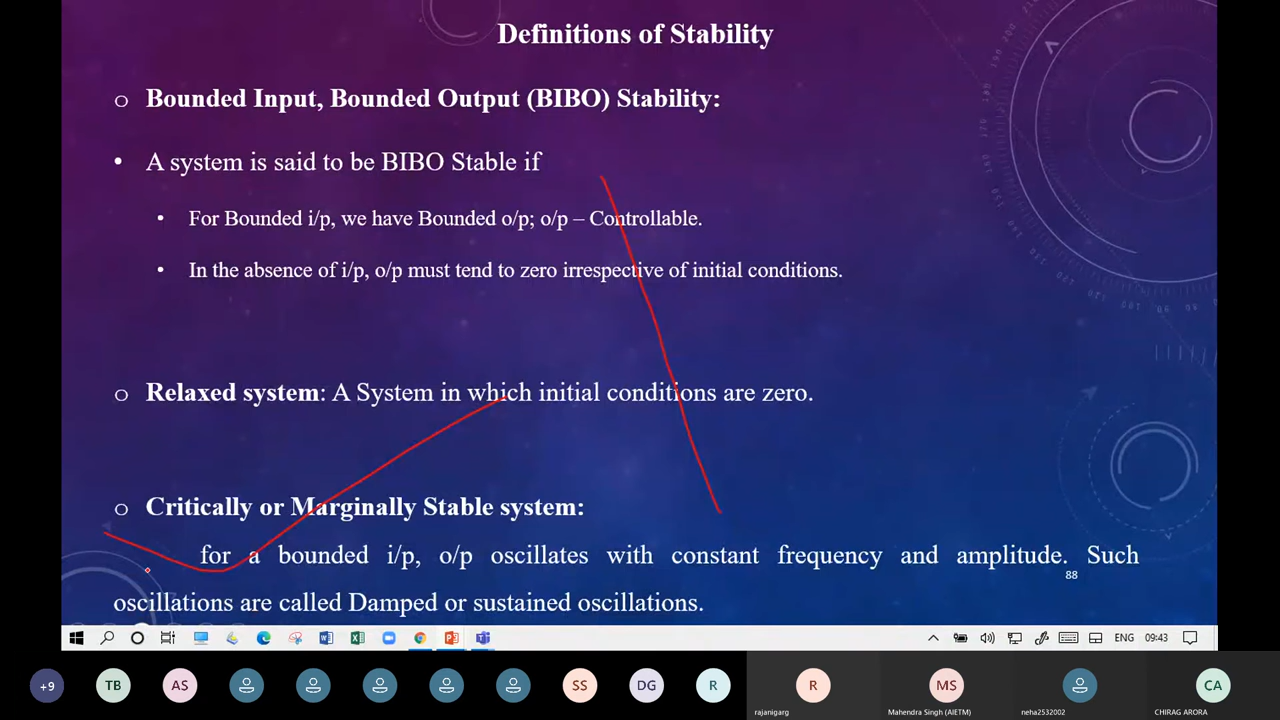 Definitions of Stability
o Bounded Input, Bounded Output (BIBO) Stability:
• A system is said to be BIBO Stable if
• For Bounded i/p, we have Bounded o/p; o/p – Controllable.
• In the absence of i/p, o/p must tend to zero irrespective of initial conditions.
o Relaxed system: A System in which initial conditions are zero.
o Critically or Marginally Stable system:
for a bounded i/p, o/p oscillates with constant frequency and amplitude. Such
88
oscillations are called Damped or sustained oscillations.
ENG 09:43
+9 TB AS SS DG R R MS CA
rajanigarg Mahendra Singh (AIETM) neha2532002 CHIRAG ARORA